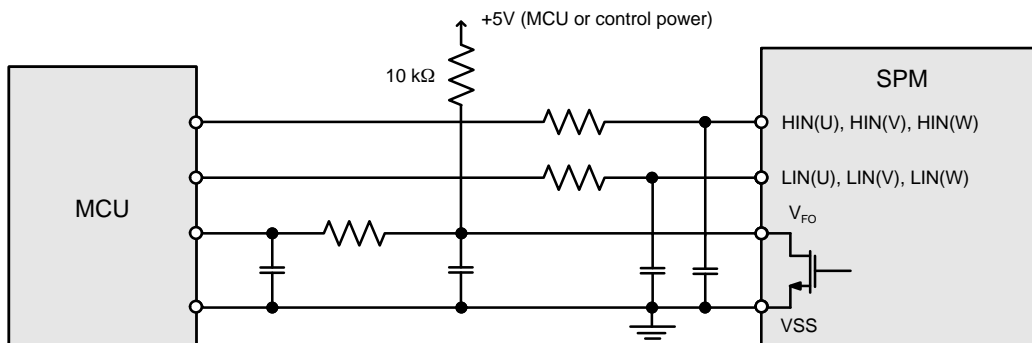 +5V (MCU or control power)
10 kΩ
SPM
HIN(U), HIN(V), HIN(W)
LIN(U), LIN(V), LIN(W)
MCU
VFO
VSS